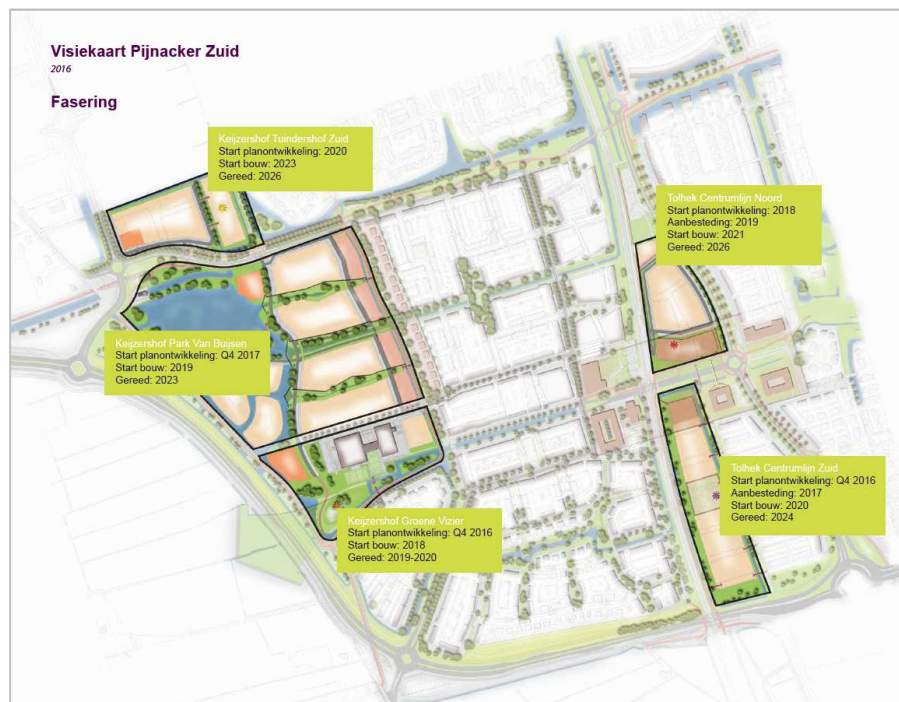 Visiekaart Pijnacker Zuid
2016
Fasering
Keijzershof Tuindershof Zuid
Start planontwikkeling: 2020
Start bouw: 2023
Gereed: 2026
Tolhek Centrumlijn Noord
Start planontwikkeling: 2018
Aanbesteding: 2019
Start bouw: 2021
Gereed: 2026
Keijzershof Park Van Buijsen
Start planontwikkeling: Q4 2017
Start bouw: 2019
Gereed: 2023
Tolhek Centrumlijn Zuid
Start planontwikkeling: Q4 2016
Aanbesteding: 2017
Start bouw: 2020
Gereed: 2024
Keijzershof Groene Vizier
Start planontwikkeling: Q4 2016
Start bouw: 2018
Gereed: 2019-2020